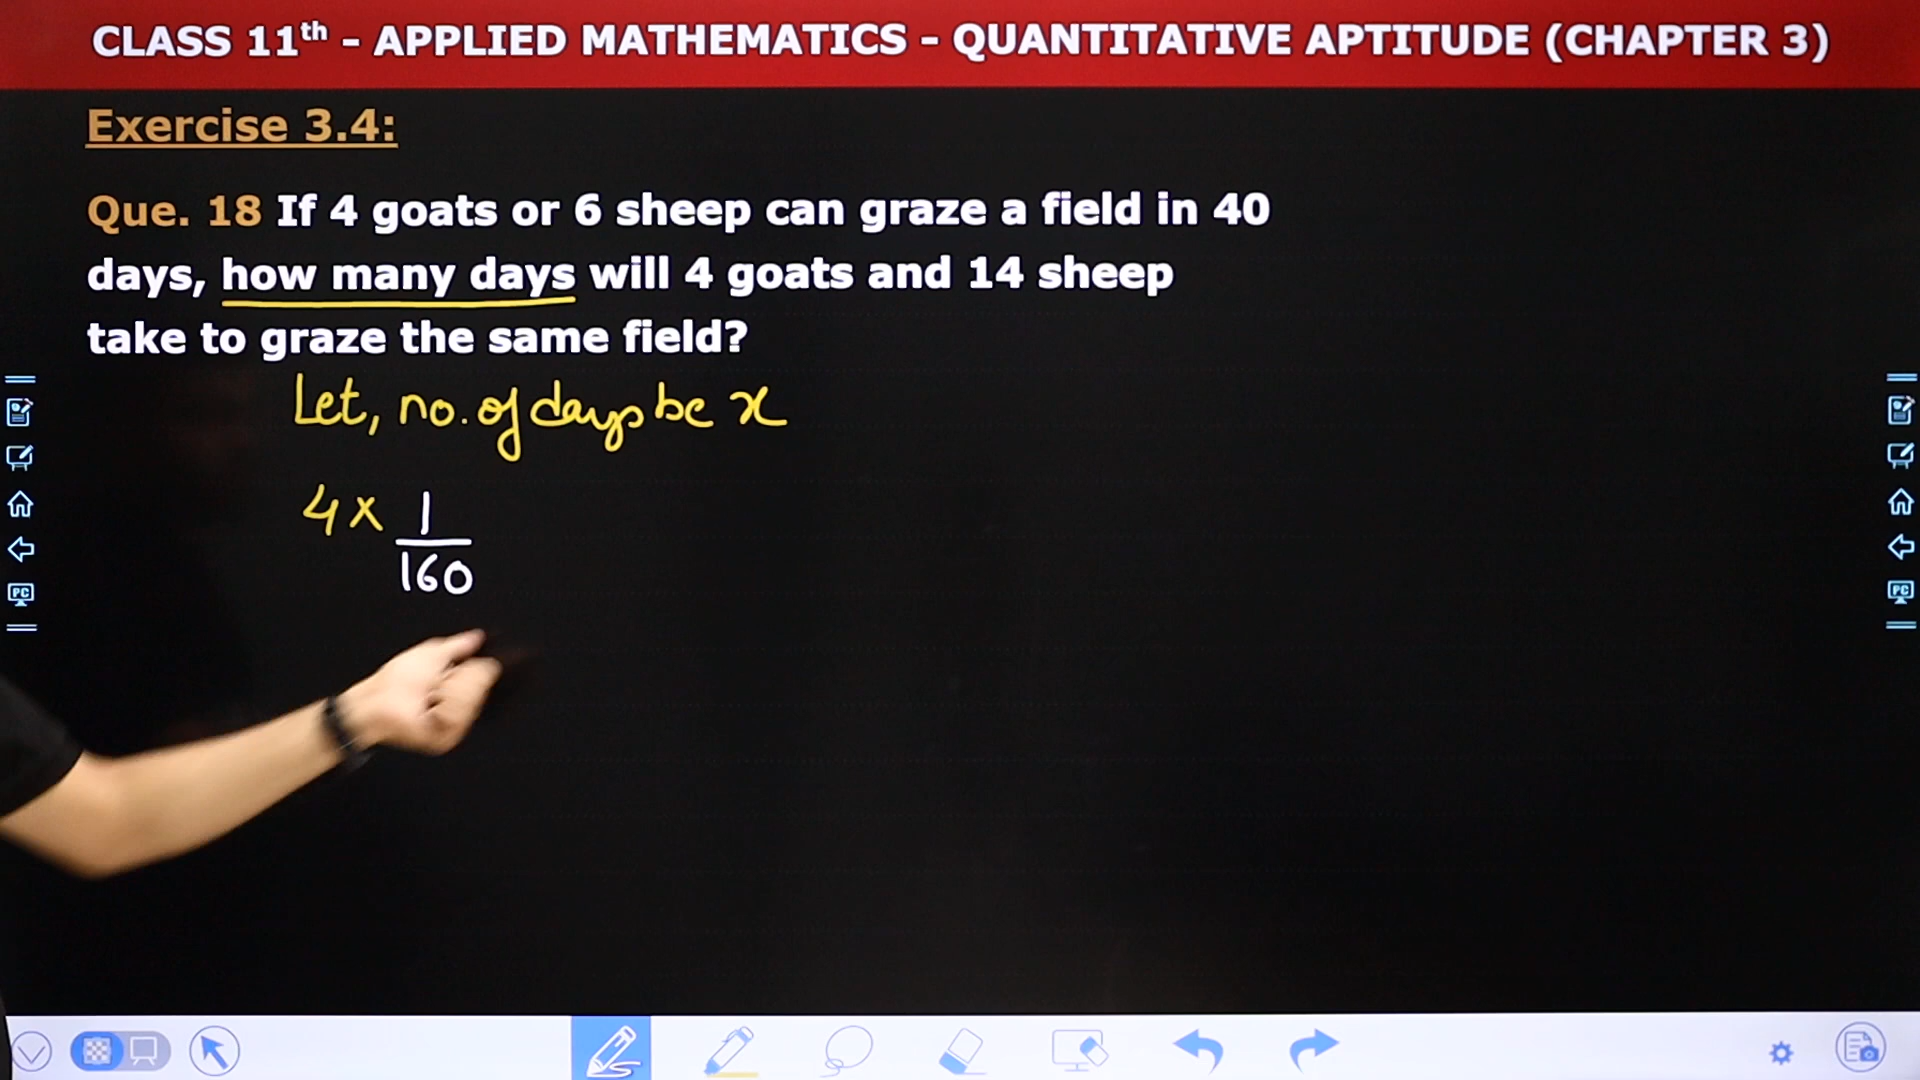 CLASS 11th - APPLIED MATHEMATICS - QUANTITATIVE APTITUDE (CHAPTER 3)
Exercise 3.4:
Que. 18 If 4 goats or 6 sheep can graze a field in 40
days, how many days will 4 goats and 14 sheep
take to graze the same field?
Let, no. of days be x
4 x 1/160
PC
PC